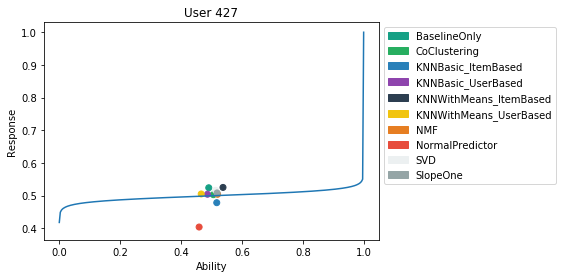 User 427
1.0
0.9
0.8
0.7
0.6
0.5
0.4
Response
0.0
0.2
0.4
0.6
0.8
1.0
Ability
BaselineOnly
CoClustering
KNNBasic_ItemBased
KNNBasic_UserBased
KNNWithMeans_ItemBased
KNNWithMeans_UserBased
NMF
NormalPredictor
SVD
SlopeOne